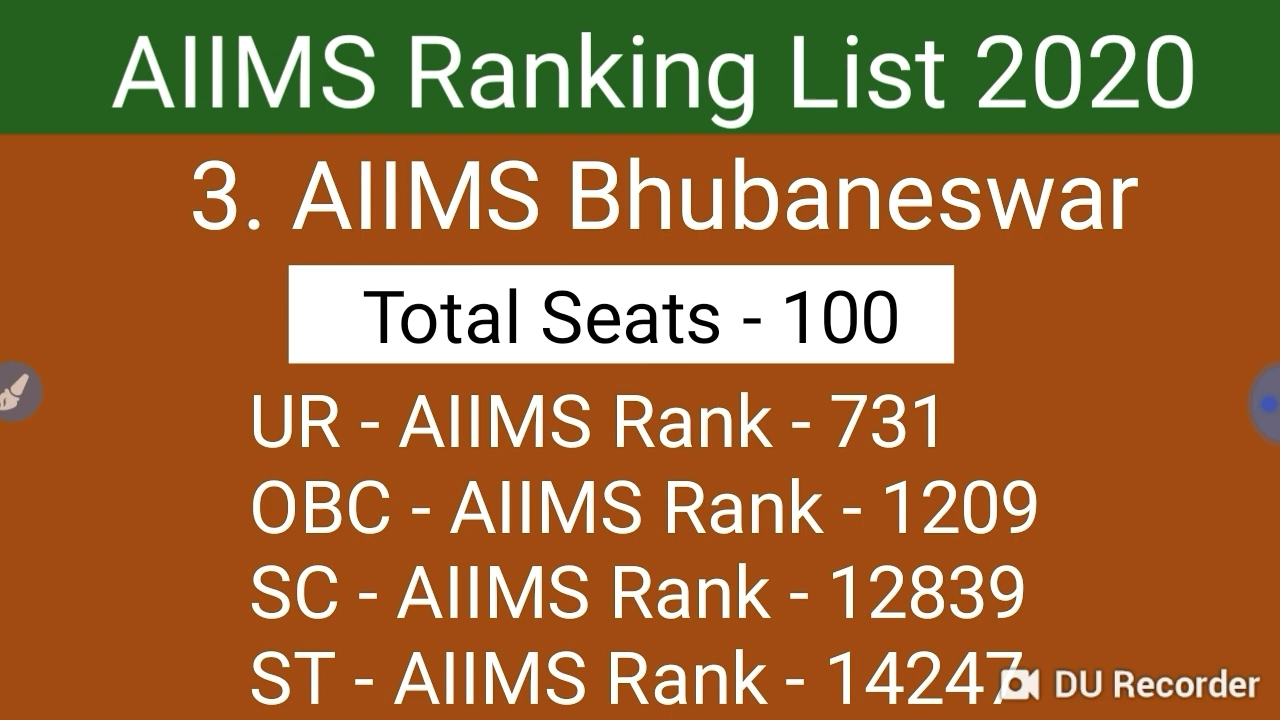 AIIMS Ranking List 2020
3. AIIMS Bhubaneswar
Total Seats - 100
UR - AIIMS Rank - 731
OBC - AIIMS Rank - 1209
SC - AIIMS Rank - 12839
ST - AIIMS Rank - 14247
DU Recorder